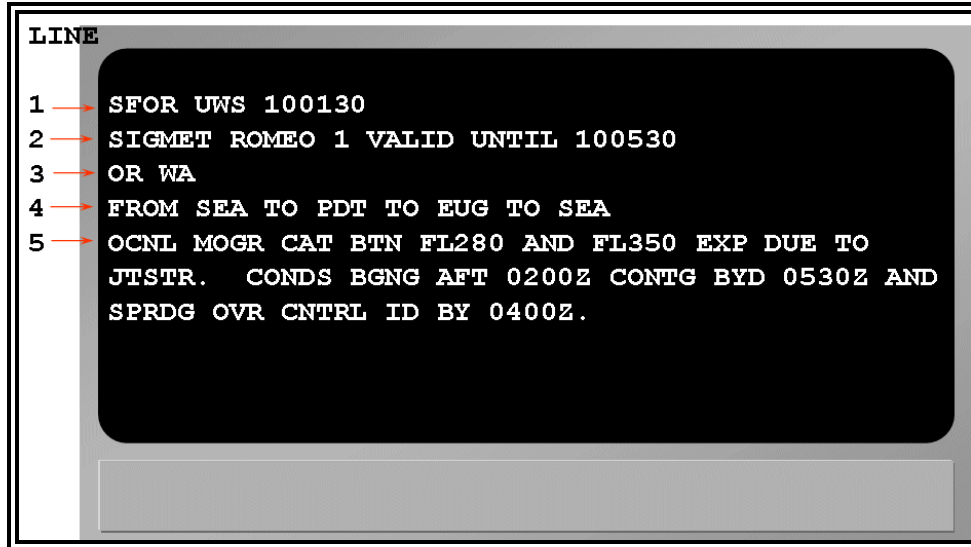 LINE
1 SFOR UWS 100130
2 SIGMET ROMEO 1 VALID UNTIL 100530
3 OR WA
4 FROM SEA TO PDT TO EUG TO SEA
5 OCNL MOGR CAT BTN FL280 AND FL350 EXP DUE TO
JTSTR. CONDS BGNG AFT 0200Z CONTG BYD 0530Z AND
SPRDG OVR CNTRL ID BY 0400Z.